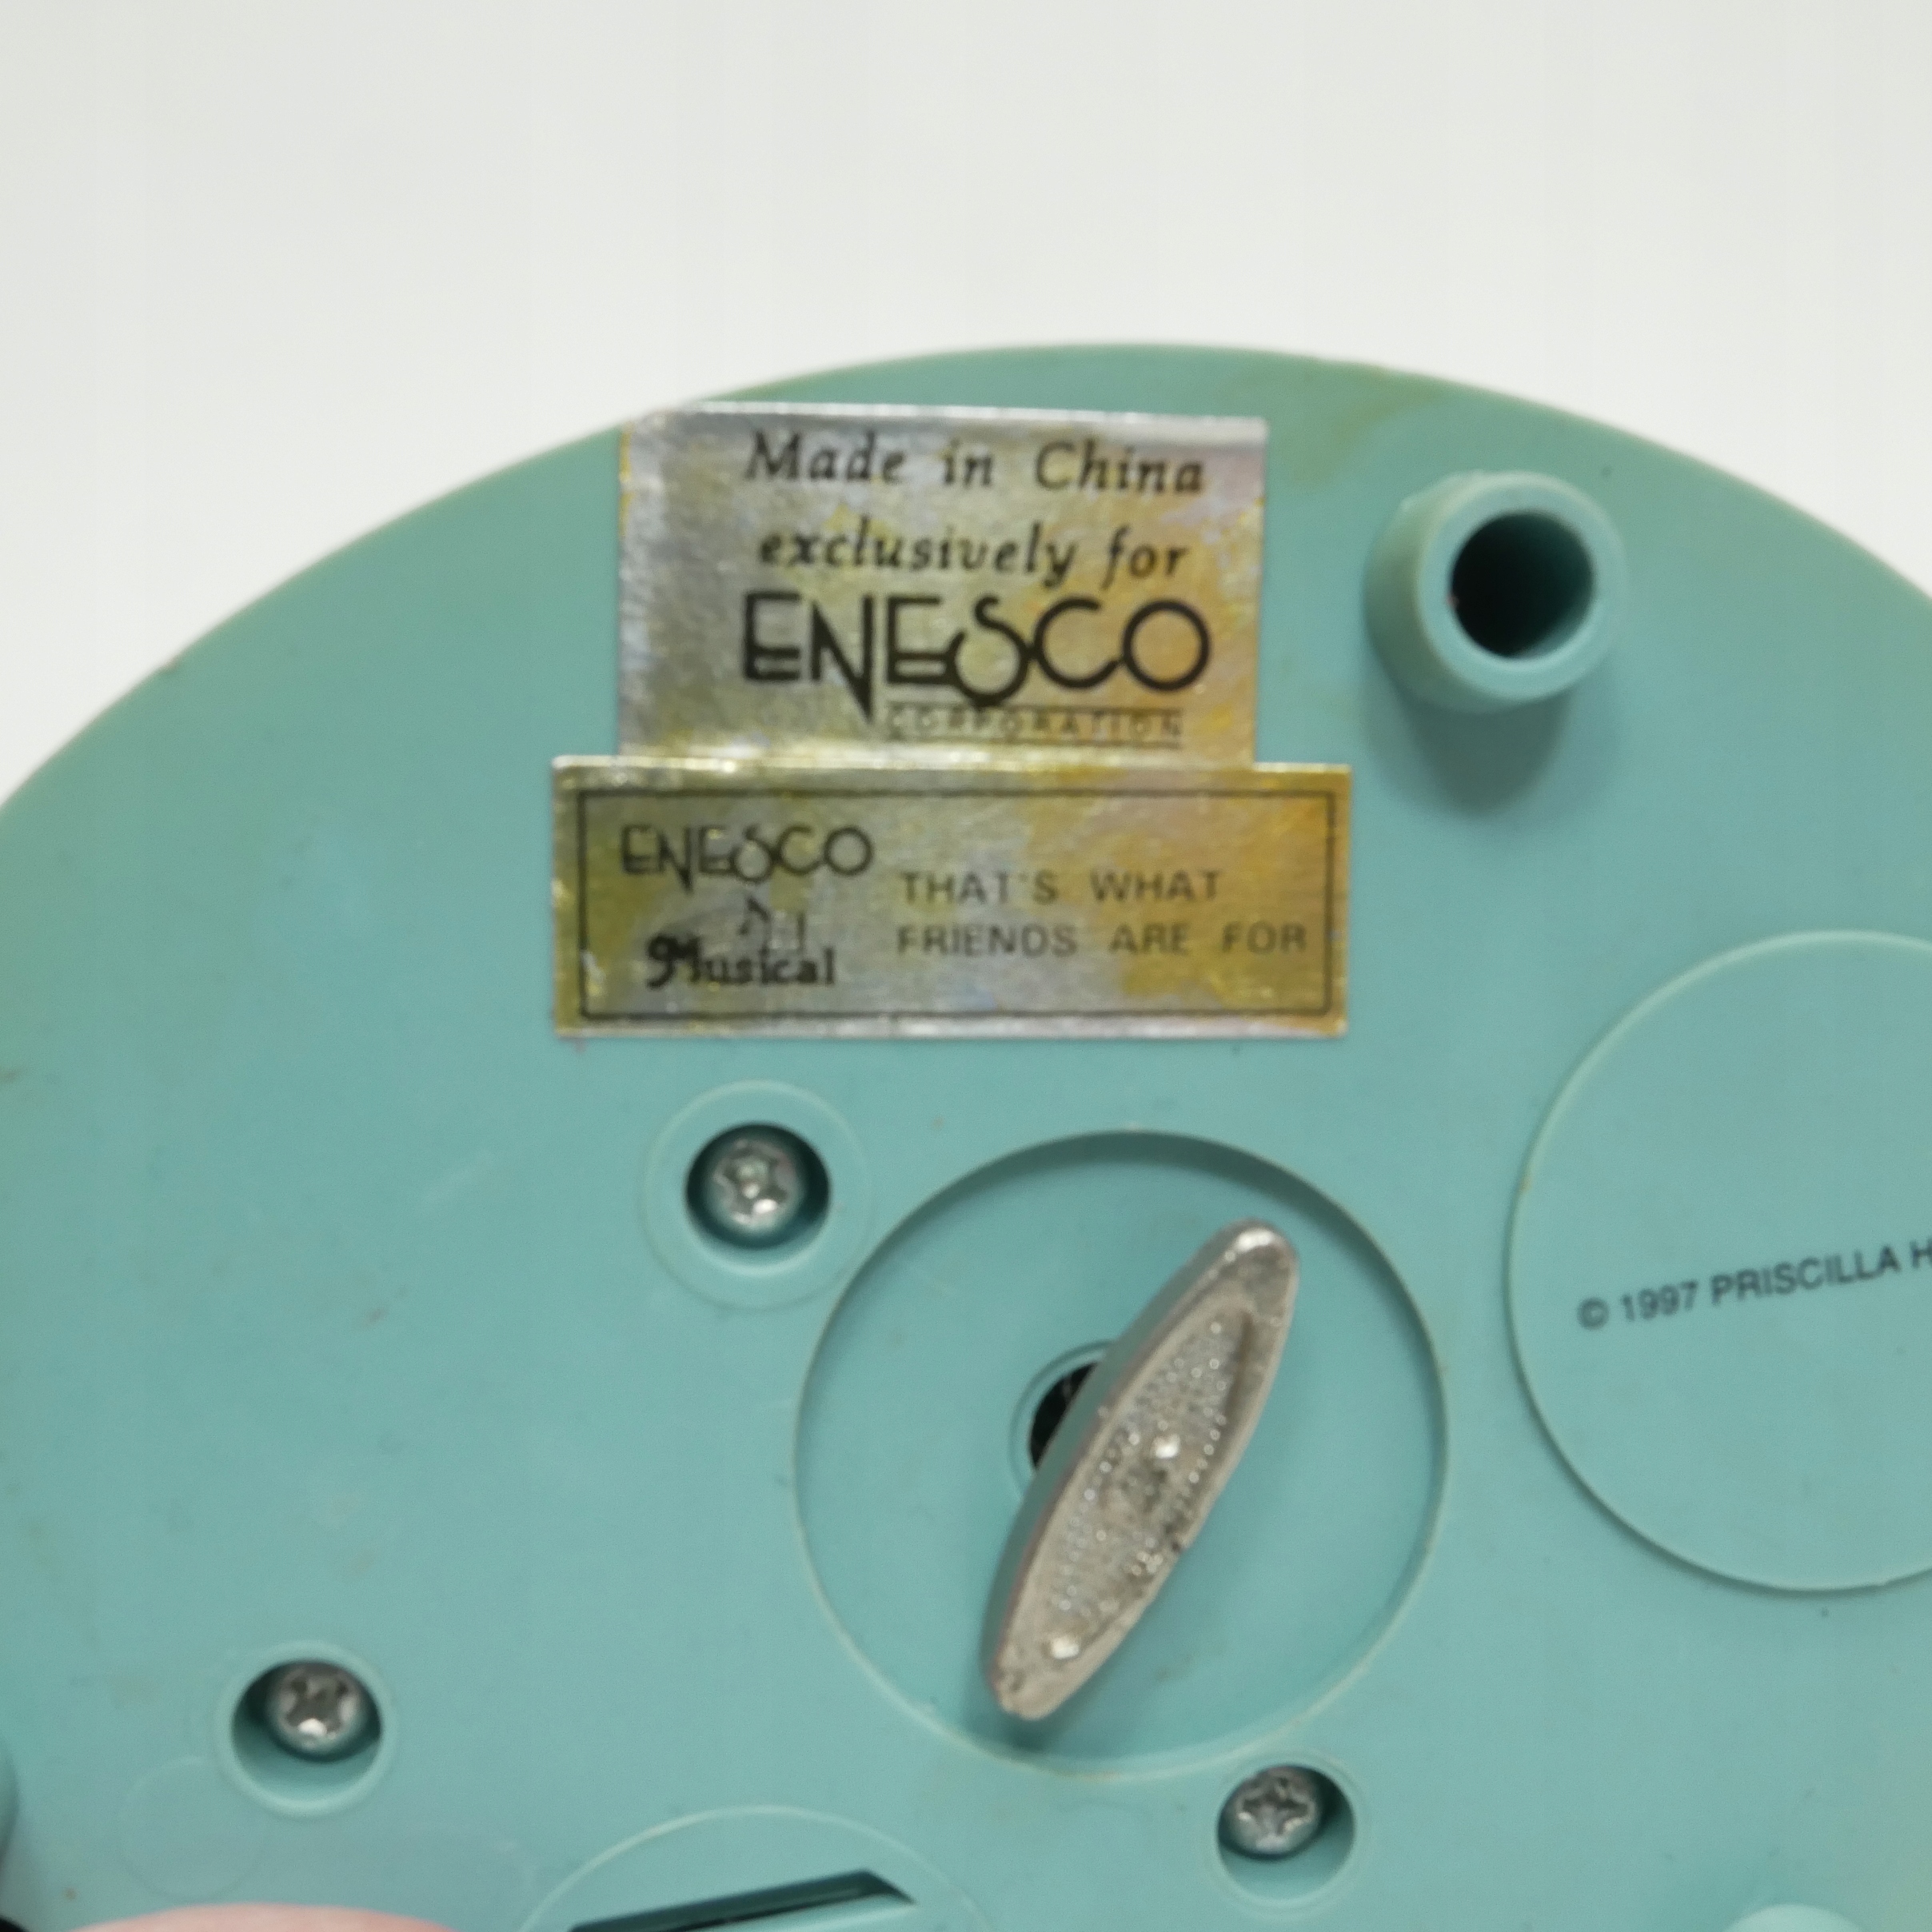 Made in China
exclusively for
ENESCO
CORPORATION
ENESCO
Musical
THAT'S WHAT
FRIENDS ARE FOR
© 1997 PRISCILLA H